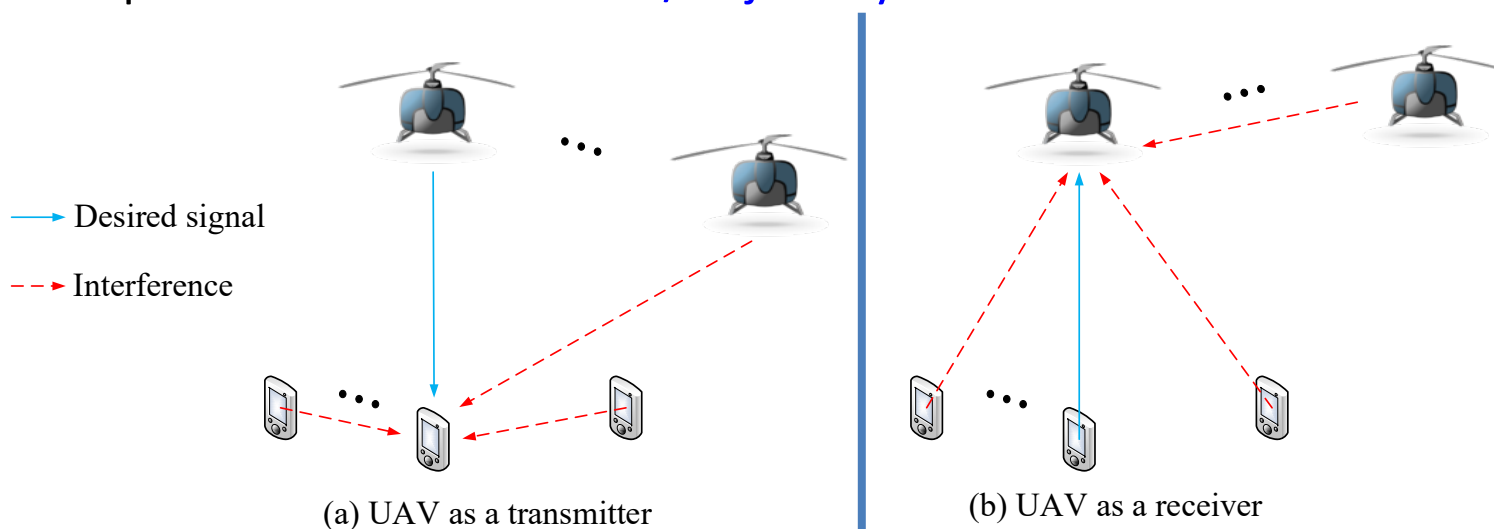 Desired signal
Interference
(a) UAV as a transmitter
(b) UAV as a receiver